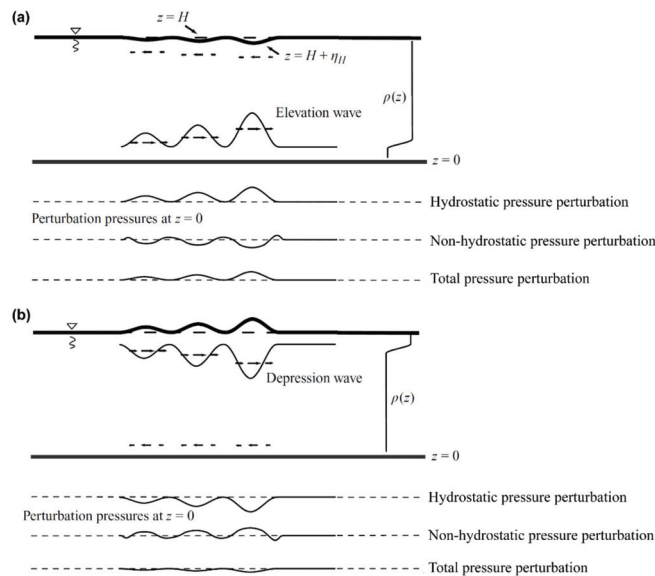 (a)
z = H
z = H + ηH
ρ(z)
Elevation wave
z = 0
Hydrostatic pressure perturbation
Perturbation pressures at z = 0
Non-hydrostatic pressure perturbation
Total pressure perturbation
(b)
Depression wave
ρ(z)
z = 0
Hydrostatic pressure perturbation
Perturbation pressures at z = 0
Non-hydrostatic pressure perturbation
Total pressure perturbation